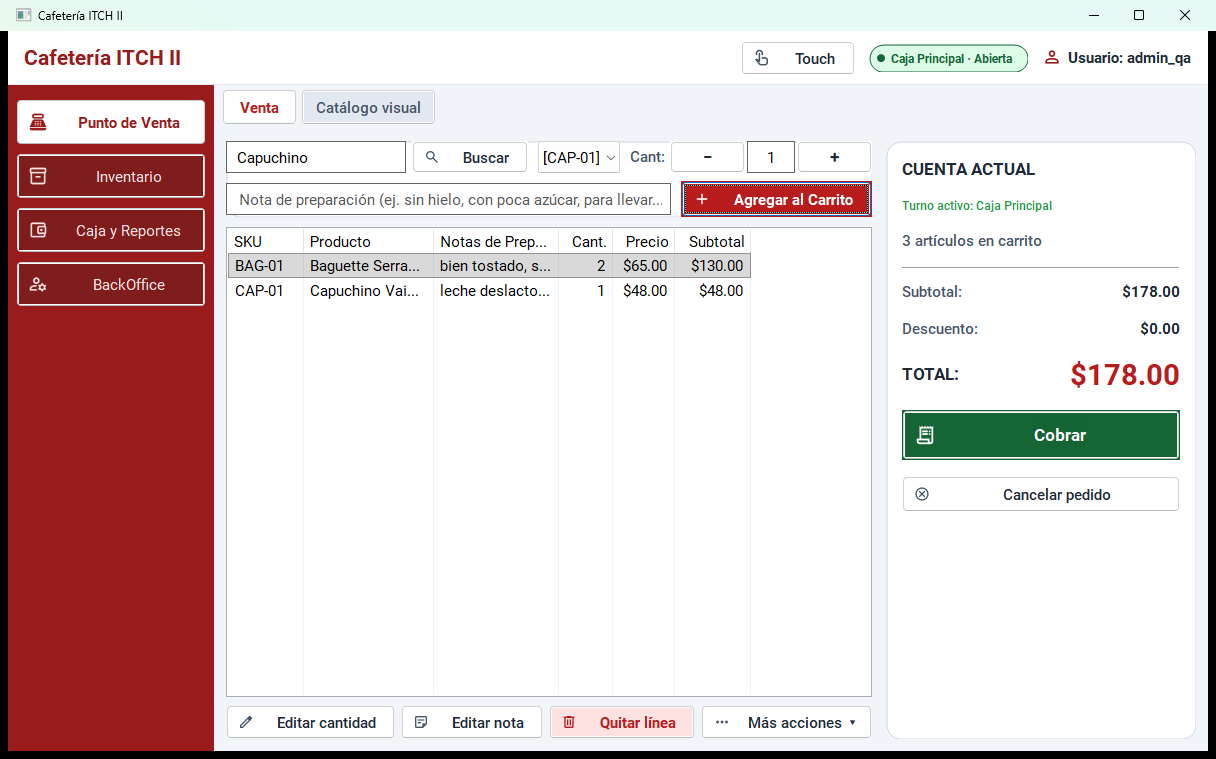 Cafetería ITCH II
Cafetería ITCH II
Touch
Caja Principal · Abierta
Usuario: admin_qa
Punto de Venta
Inventario
Caja y Reportes
BackOffice
Venta
Catálogo visual
Capuchino
Buscar
[CAP-01]
Cant:
−
1
+
Nota de preparación (ej. sin hielo, con poca azúcar, para llevar...
+ Agregar al Carrito
SKU Producto Notas de Prep... Cant. Precio Subtotal
BAG-01 Baguette Serra... bien tostado, s... 2 $65.00 $130.00
CAP-01 Capuchino Vai... leche deslacto... 1 $48.00 $48.00
Editar cantidad
Editar nota
Quitar línea
Más acciones
CUENTA ACTUAL
Turno activo: Caja Principal
3 artículos en carrito
Subtotal: $178.00
Descuento: $0.00
TOTAL: $178.00
Cobrar
Cancelar pedido